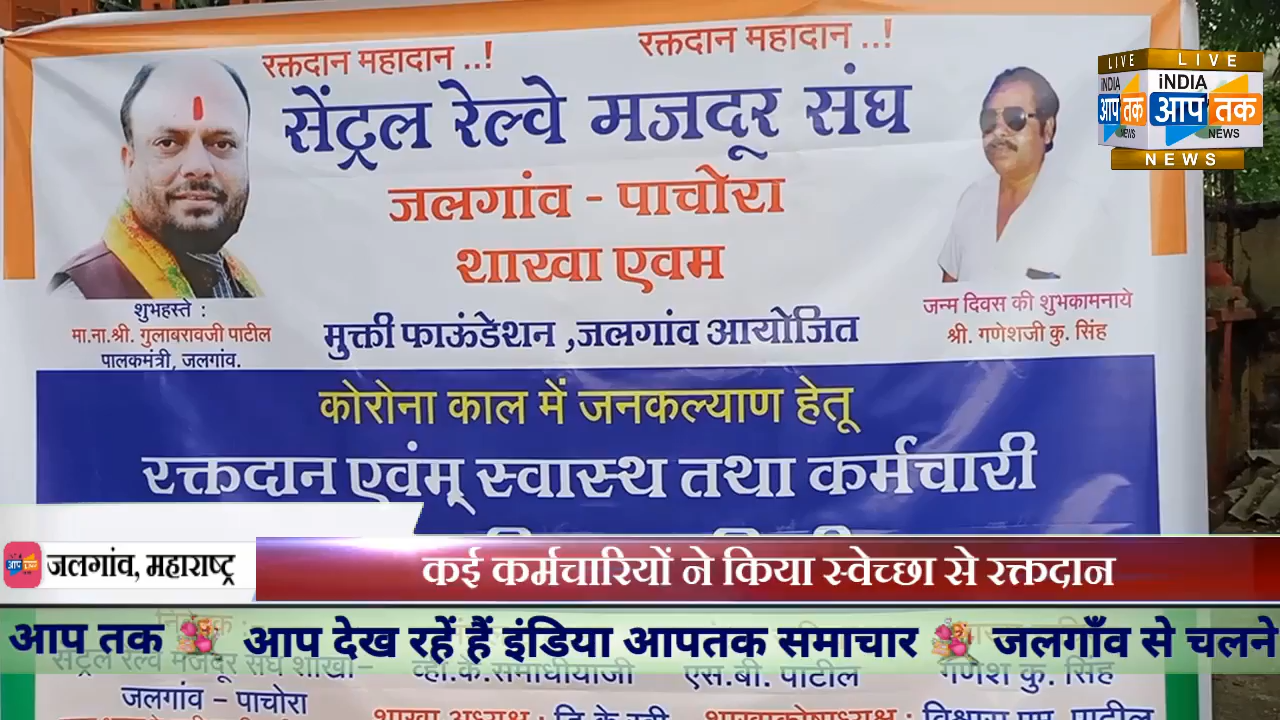 रक्तदान महादान ..!
रक्तदान महादान ..!
LIVE LIVE
iNDIA iNDIA
आप तक आप तक
NEWS NEWS
NEWS
सेंट्रल रेल्वे मजदूर संघ
जलगांव - पाचोरा
शाखा एवम
शुभहस्ते :
मा.ना.श्री. गुलाबरावजी पाटील
पालकमंत्री, जलगांव.
मुक्ती फाऊंडेशन ,जलगांव आयोजित
जन्म दिवस की शुभकामनाये
श्री. गणेशजी कु. सिंह
कोरोना काल में जनकल्याण हेतू
रक्तदान एवंम् स्वास्थ तथा कर्मचारी
जलगांव, महाराष्ट्र
कई कर्मचारियों ने किया स्वेच्छा से रक्तदान
आप तक आप देख रहें हैं इंडिया आपतक समाचार जलगाँव से चलने
सेंट्रल रेल्वे मजदूर संघ शाखा–
जलगांव – पाचोरा
व्ही.के.समाधीयाजी
एस.बी. पाटील
गणेश कु. सिंह